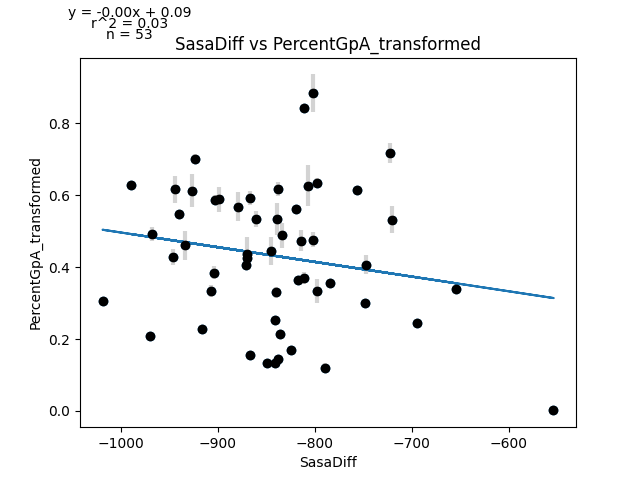 y = -0.00x + 0.09
r^2 = 0.03
n = 53
SasaDiff vs PercentGpA_transformed
PercentGpA_transformed
0.8
0.6
0.4
0.2
0.0
−1000 −900 −800 −700 −600
SasaDiff